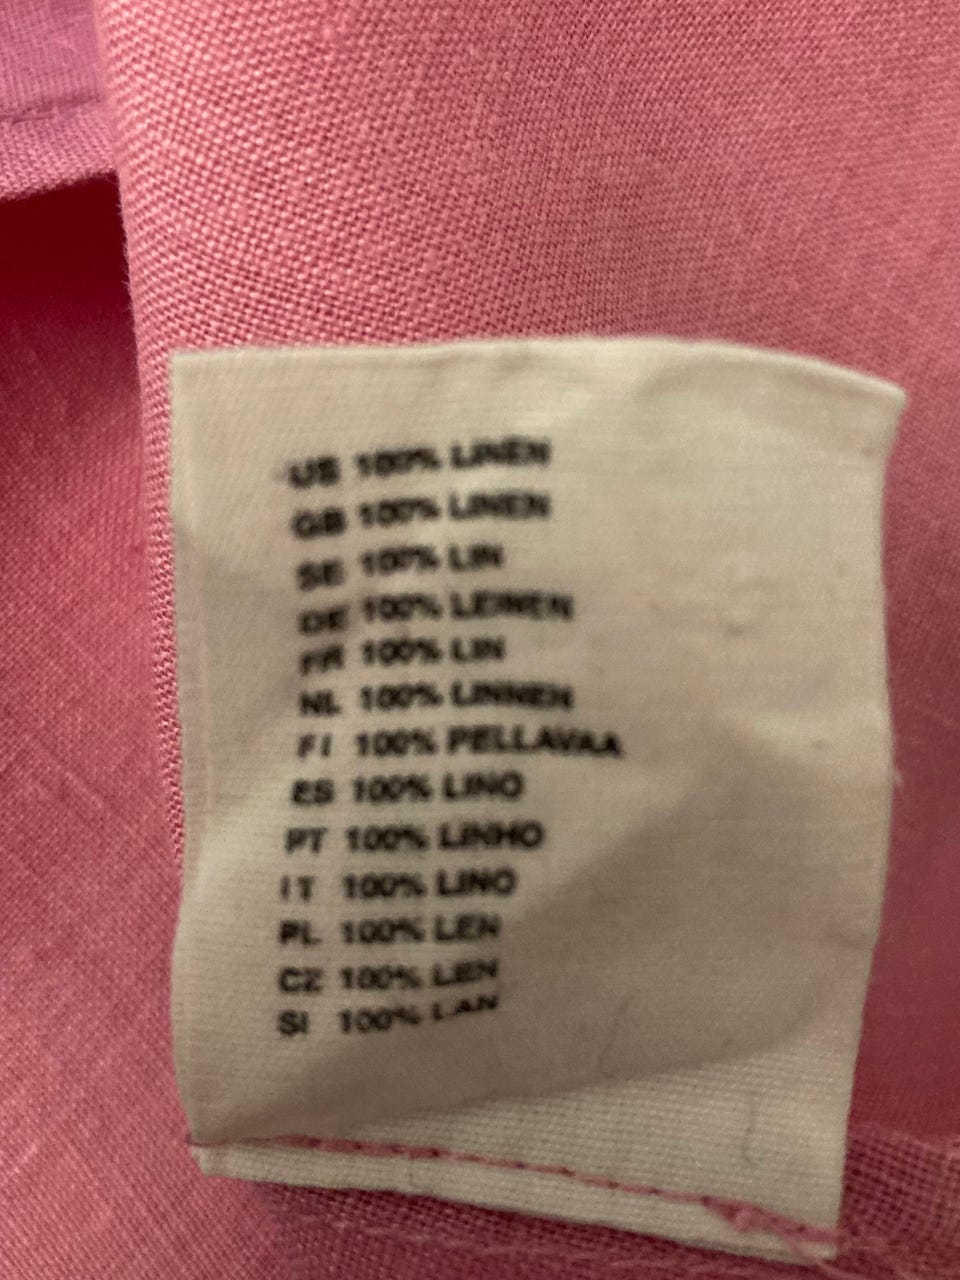 US 100% LINEN
GB 100% LINEN
SE 100% LIN
DE 100% LEINEN
FR 100% LIN
NL 100% LINNEN
FI 100% PELLAVAA
ES 100% LINO
PT 100% LINHO
IT 100% LINO
PL 100% LEN
CZ 100% LEN
SI 100% LAN